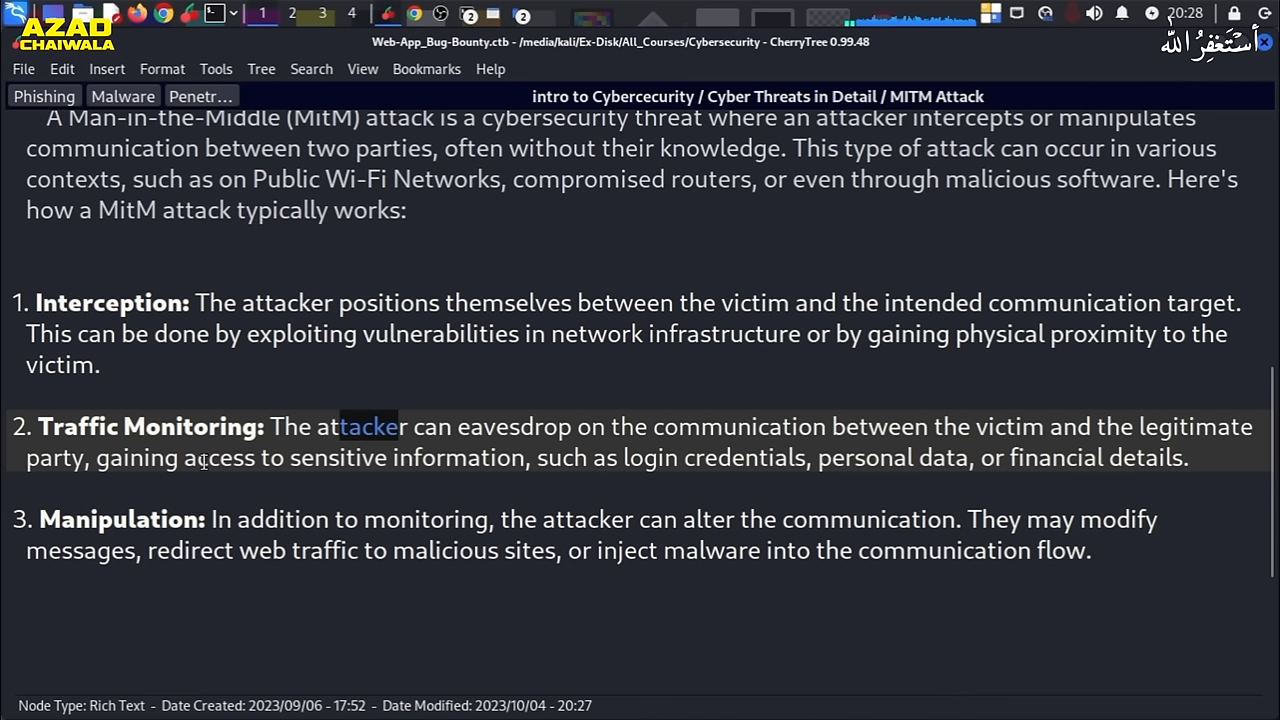 1 2 3 4 2 2 20:28
AZAD
CHAIWALA
أستغفر الله
Web-App_Bug-Bounty.ctb - /media/kali/Ex-Disk/All_Courses/Cybersecurity - CherryTree 0.99.48
File Edit Insert Format Tools Tree Search View Bookmarks Help
Phishing Malware Penetr... intro to Cybercecurity / Cyber Threats in Detail / MITM Attack
A Man-in-the-Middle (MitM) attack is a cybersecurity threat where an attacker intercepts or manipulates
communication between two parties, often without their knowledge. This type of attack can occur in various
contexts, such as on Public Wi-Fi Networks, compromised routers, or even through malicious software. Here's
how a MitM attack typically works:
1. Interception: The attacker positions themselves between the victim and the intended communication target.
This can be done by exploiting vulnerabilities in network infrastructure or by gaining physical proximity to the
victim.
2. Traffic Monitoring: The attacker can eavesdrop on the communication between the victim and the legitimate
party, gaining access to sensitive information, such as login credentials, personal data, or financial details.
3. Manipulation: In addition to monitoring, the attacker can alter the communication. They may modify
messages, redirect web traffic to malicious sites, or inject malware into the communication flow.
Node Type: Rich Text - Date Created: 2023/09/06 - 17:52 - Date Modified: 2023/10/04 - 20:27